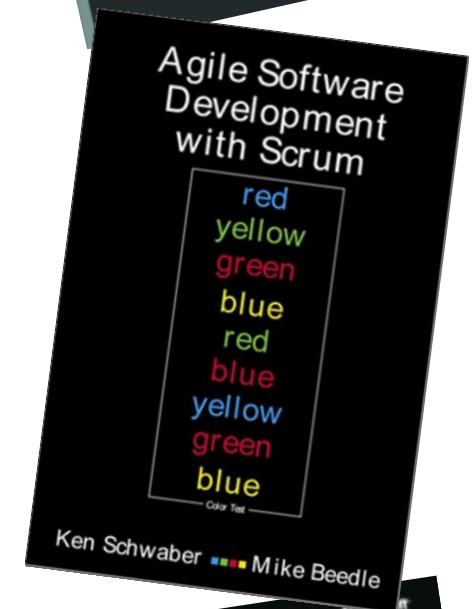 Agile Software
Development
with Scrum
red
yellow
green
blue
red
blue
yellow
green
blue
Color Test
Ken Schwaber Mike Beedle